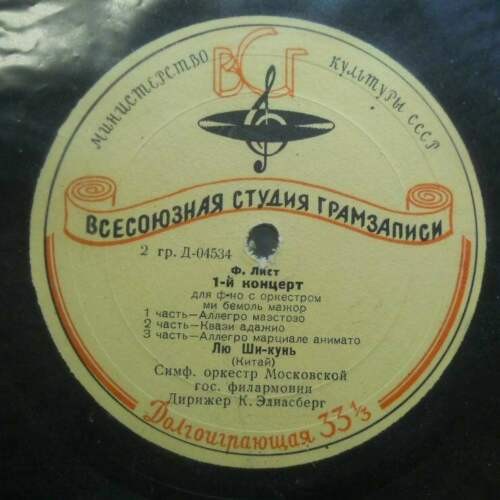 МИНИСТЕРСТВО КУЛЬТУРЫ СССР
ВСГ
ВСЕСОЮЗНАЯ СТУДИЯ ГРАМЗАПИСИ
2 гр. Д-04534
Ф. Лист
1-й концерт
для ф-но с оркестром
ми бемоль мажор
1 часть—Аллегро маэстозо
2 часть—Квази адажио
3 часть—Аллегро марциале анимато
Лю Ши-кунь
(Китай)
Симф. оркестр Московской
гос. филармонии
Дирижер К. Элиасберг
Долгоиграющая 33 1/3